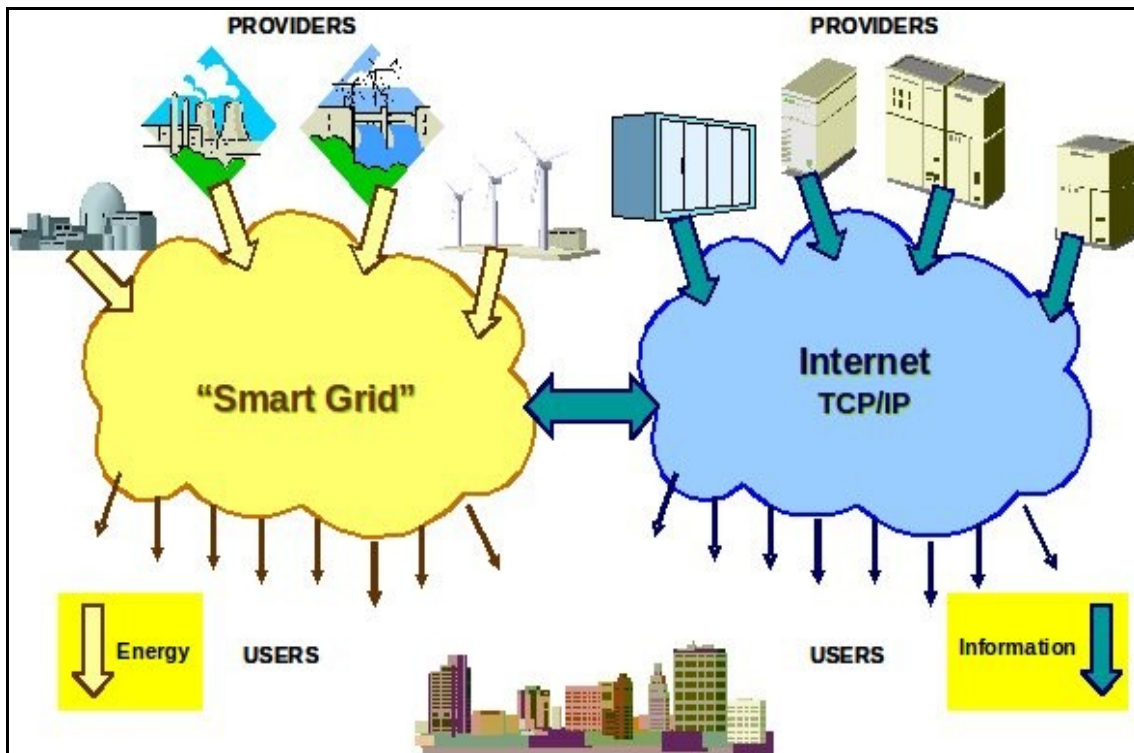 PROVIDERS
PROVIDERS
“Smart Grid”
Internet
TCP/IP
Energy
USERS
USERS
Information